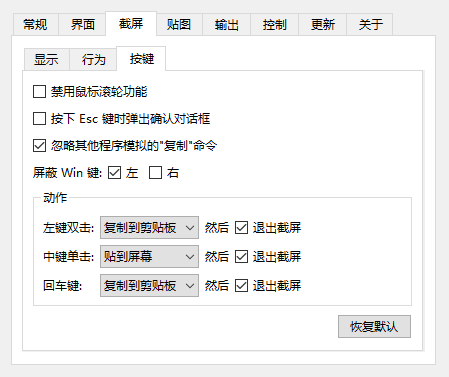 常规 界面 截屏 贴图 输出 控制 更新 关于
显示 行为 按键
禁用鼠标滚轮功能
按下 Esc 键时弹出确认对话框
忽略其他程序模拟的"复制"命令
屏蔽 Win 键: 左 右
动作
左键双击: 复制到剪贴板 然后 退出截屏
中键单击: 贴到屏幕 然后 退出截屏
回车键: 复制到剪贴板 然后 退出截屏
恢复默认